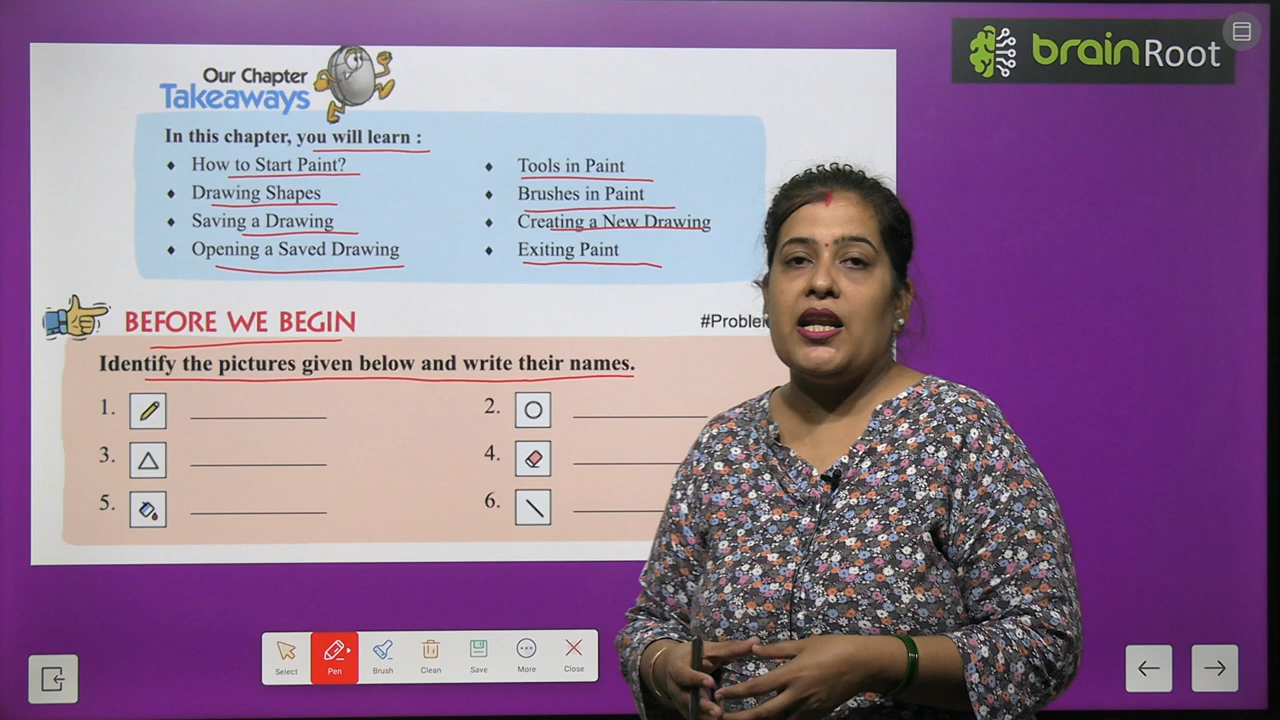 brainRoot
Our Chapter
Takeaways
In this chapter, you will learn :
♦ How to Start Paint?
♦ Drawing Shapes
♦ Saving a Drawing
♦ Opening a Saved Drawing
♦ Tools in Paint
♦ Brushes in Paint
♦ Creating a New Drawing
♦ Exiting Paint
BEFORE WE BEGIN
Identify the pictures given below and write their names.
1.
2.
3.
4.
5.
6.
Select
Pen
Brush
Clean
Save
More
Close